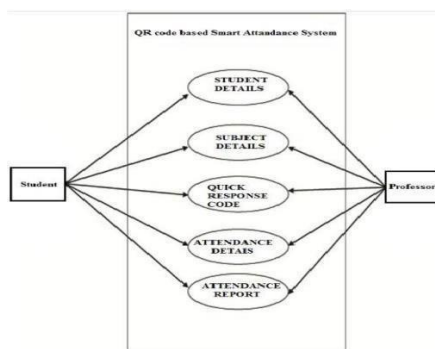 QR code based Smart Attandance System
STUDENT
DETAILS
SUBJECT
DETAILS
Student
QUICK
RESPONSE
CODE
Professor
ATTENDANCE
DETAIS
ATTENDANCE
REPORT